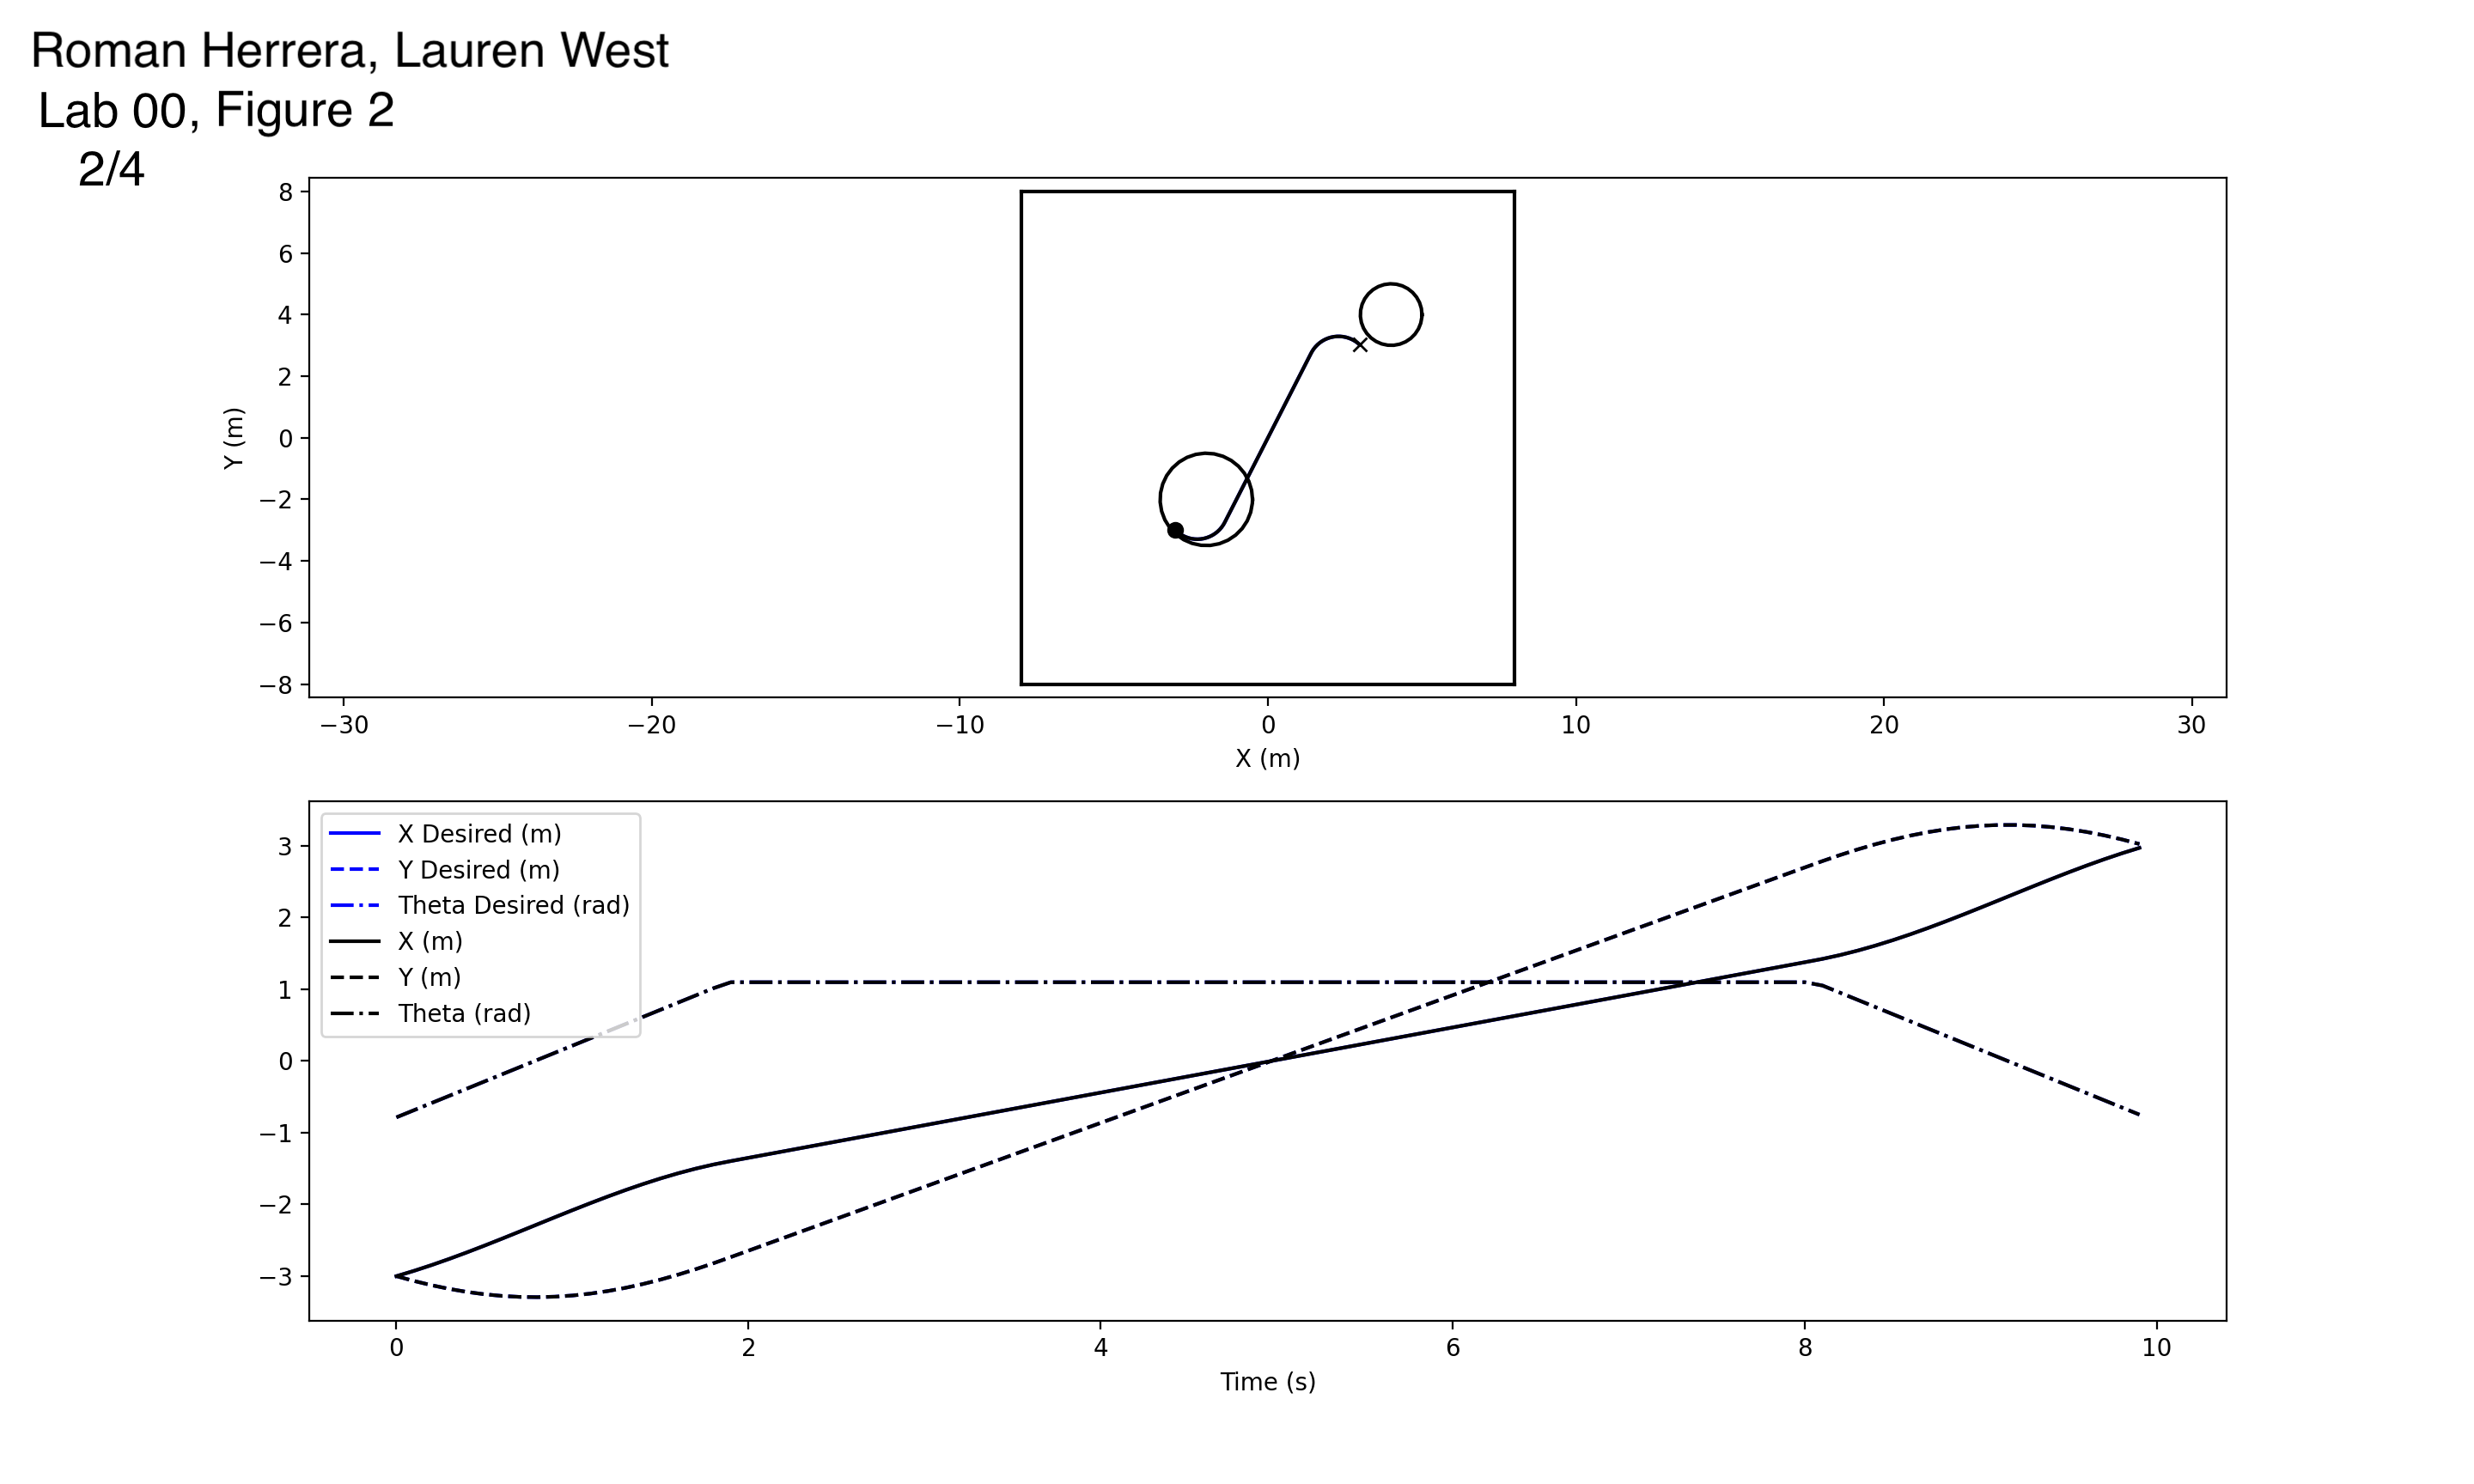 Roman Herrera, Lauren West
Lab 00, Figure 2
2/4
8
6
4
2
0
−2
−4
−6
−8
Y (m)
−30 −20 −10 0 10 20 30
X (m)
X Desired (m)
Y Desired (m)
Theta Desired (rad)
X (m)
Y (m)
Theta (rad)
3
2
1
0
−1
−2
−3
0 2 4 6 8 10
Time (s)